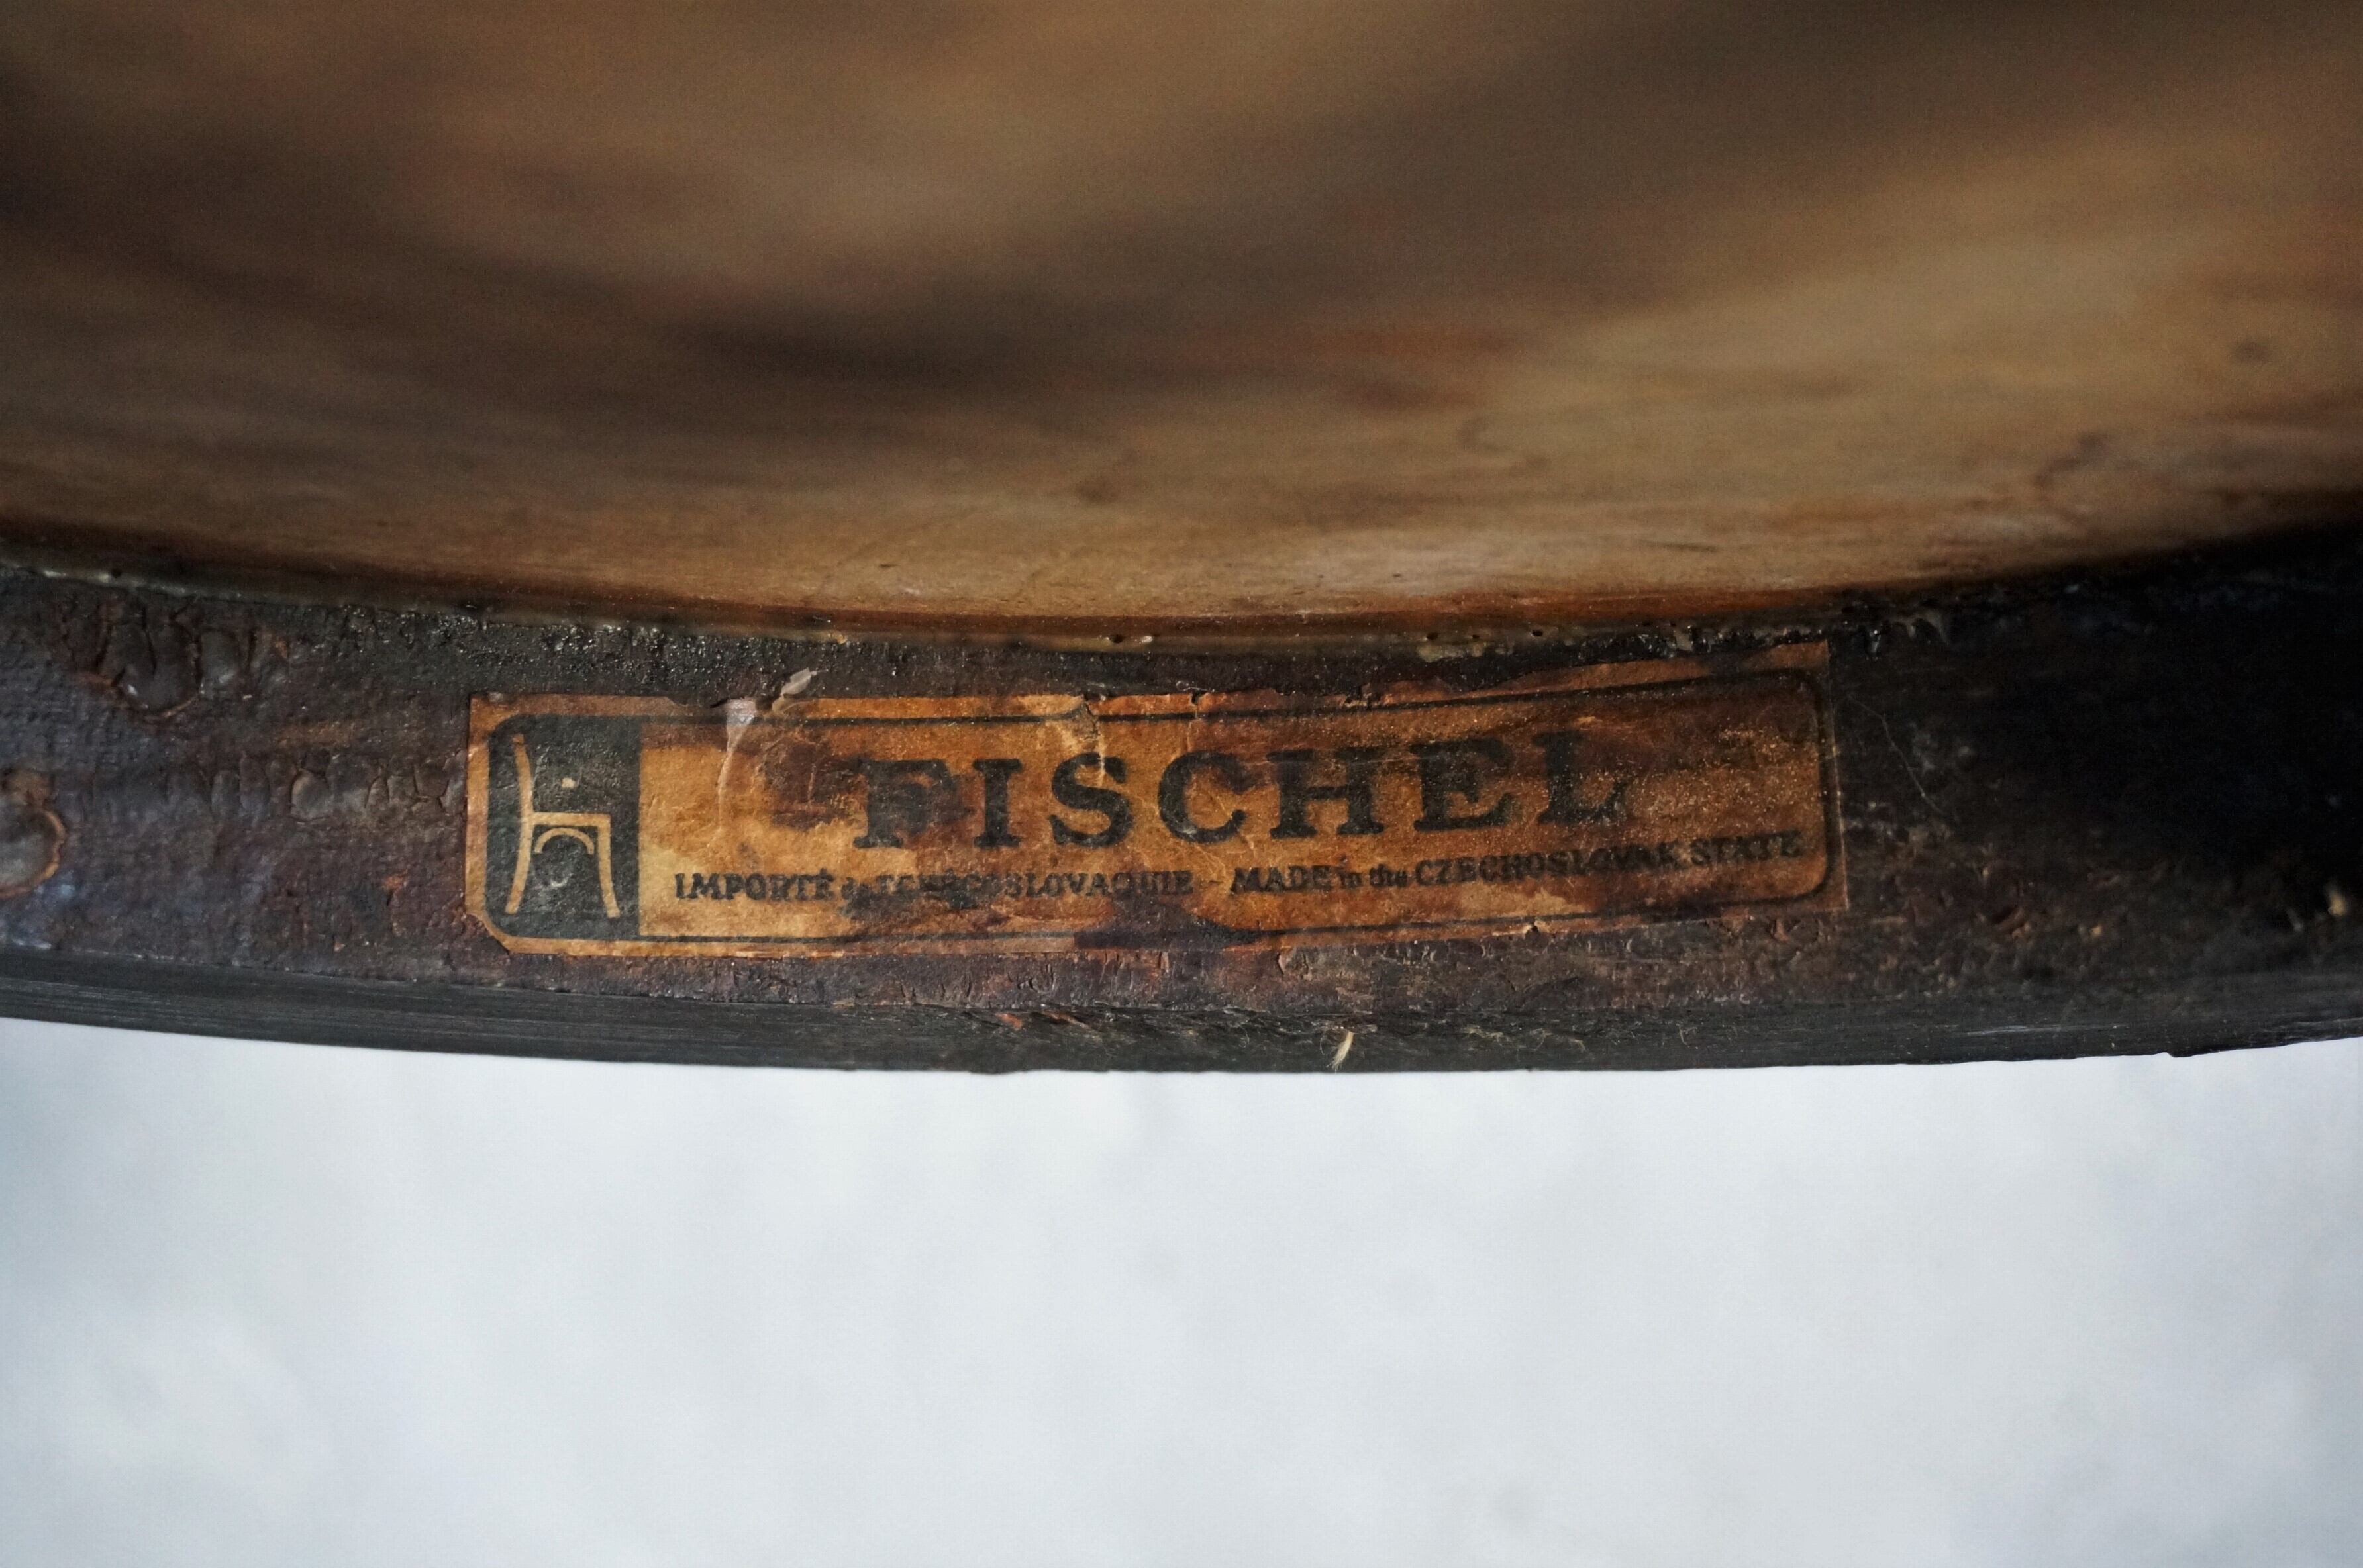 FISCHEL
IMPORTÉ de TCHECOSLOVAQUIE - MADE in the CZECHOSLOVAK STATE